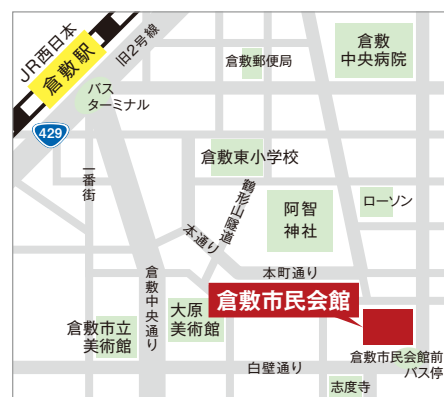 JR西日本
倉敷駅
旧2号線
429
バス
ターミナル
倉敷郵便局
倉敷
中央病院
一番街
倉敷東小学校
鶴形山隧道
本通り
阿智
神社
ローソン
本町通り
倉敷中央通り
倉敷市立
美術館
大原
美術館
倉敷市民会館
倉敷市民会館前
バス停
白壁通り
志度寺